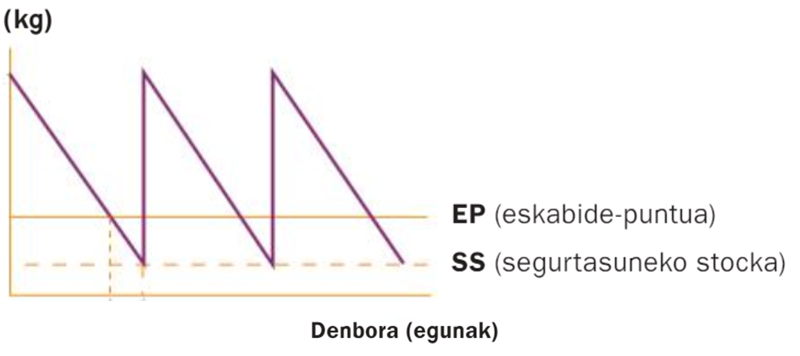 (kg)
EP (eskabide-puntua)
SS (segurtasuneko stocka)
Denbora (egunak)